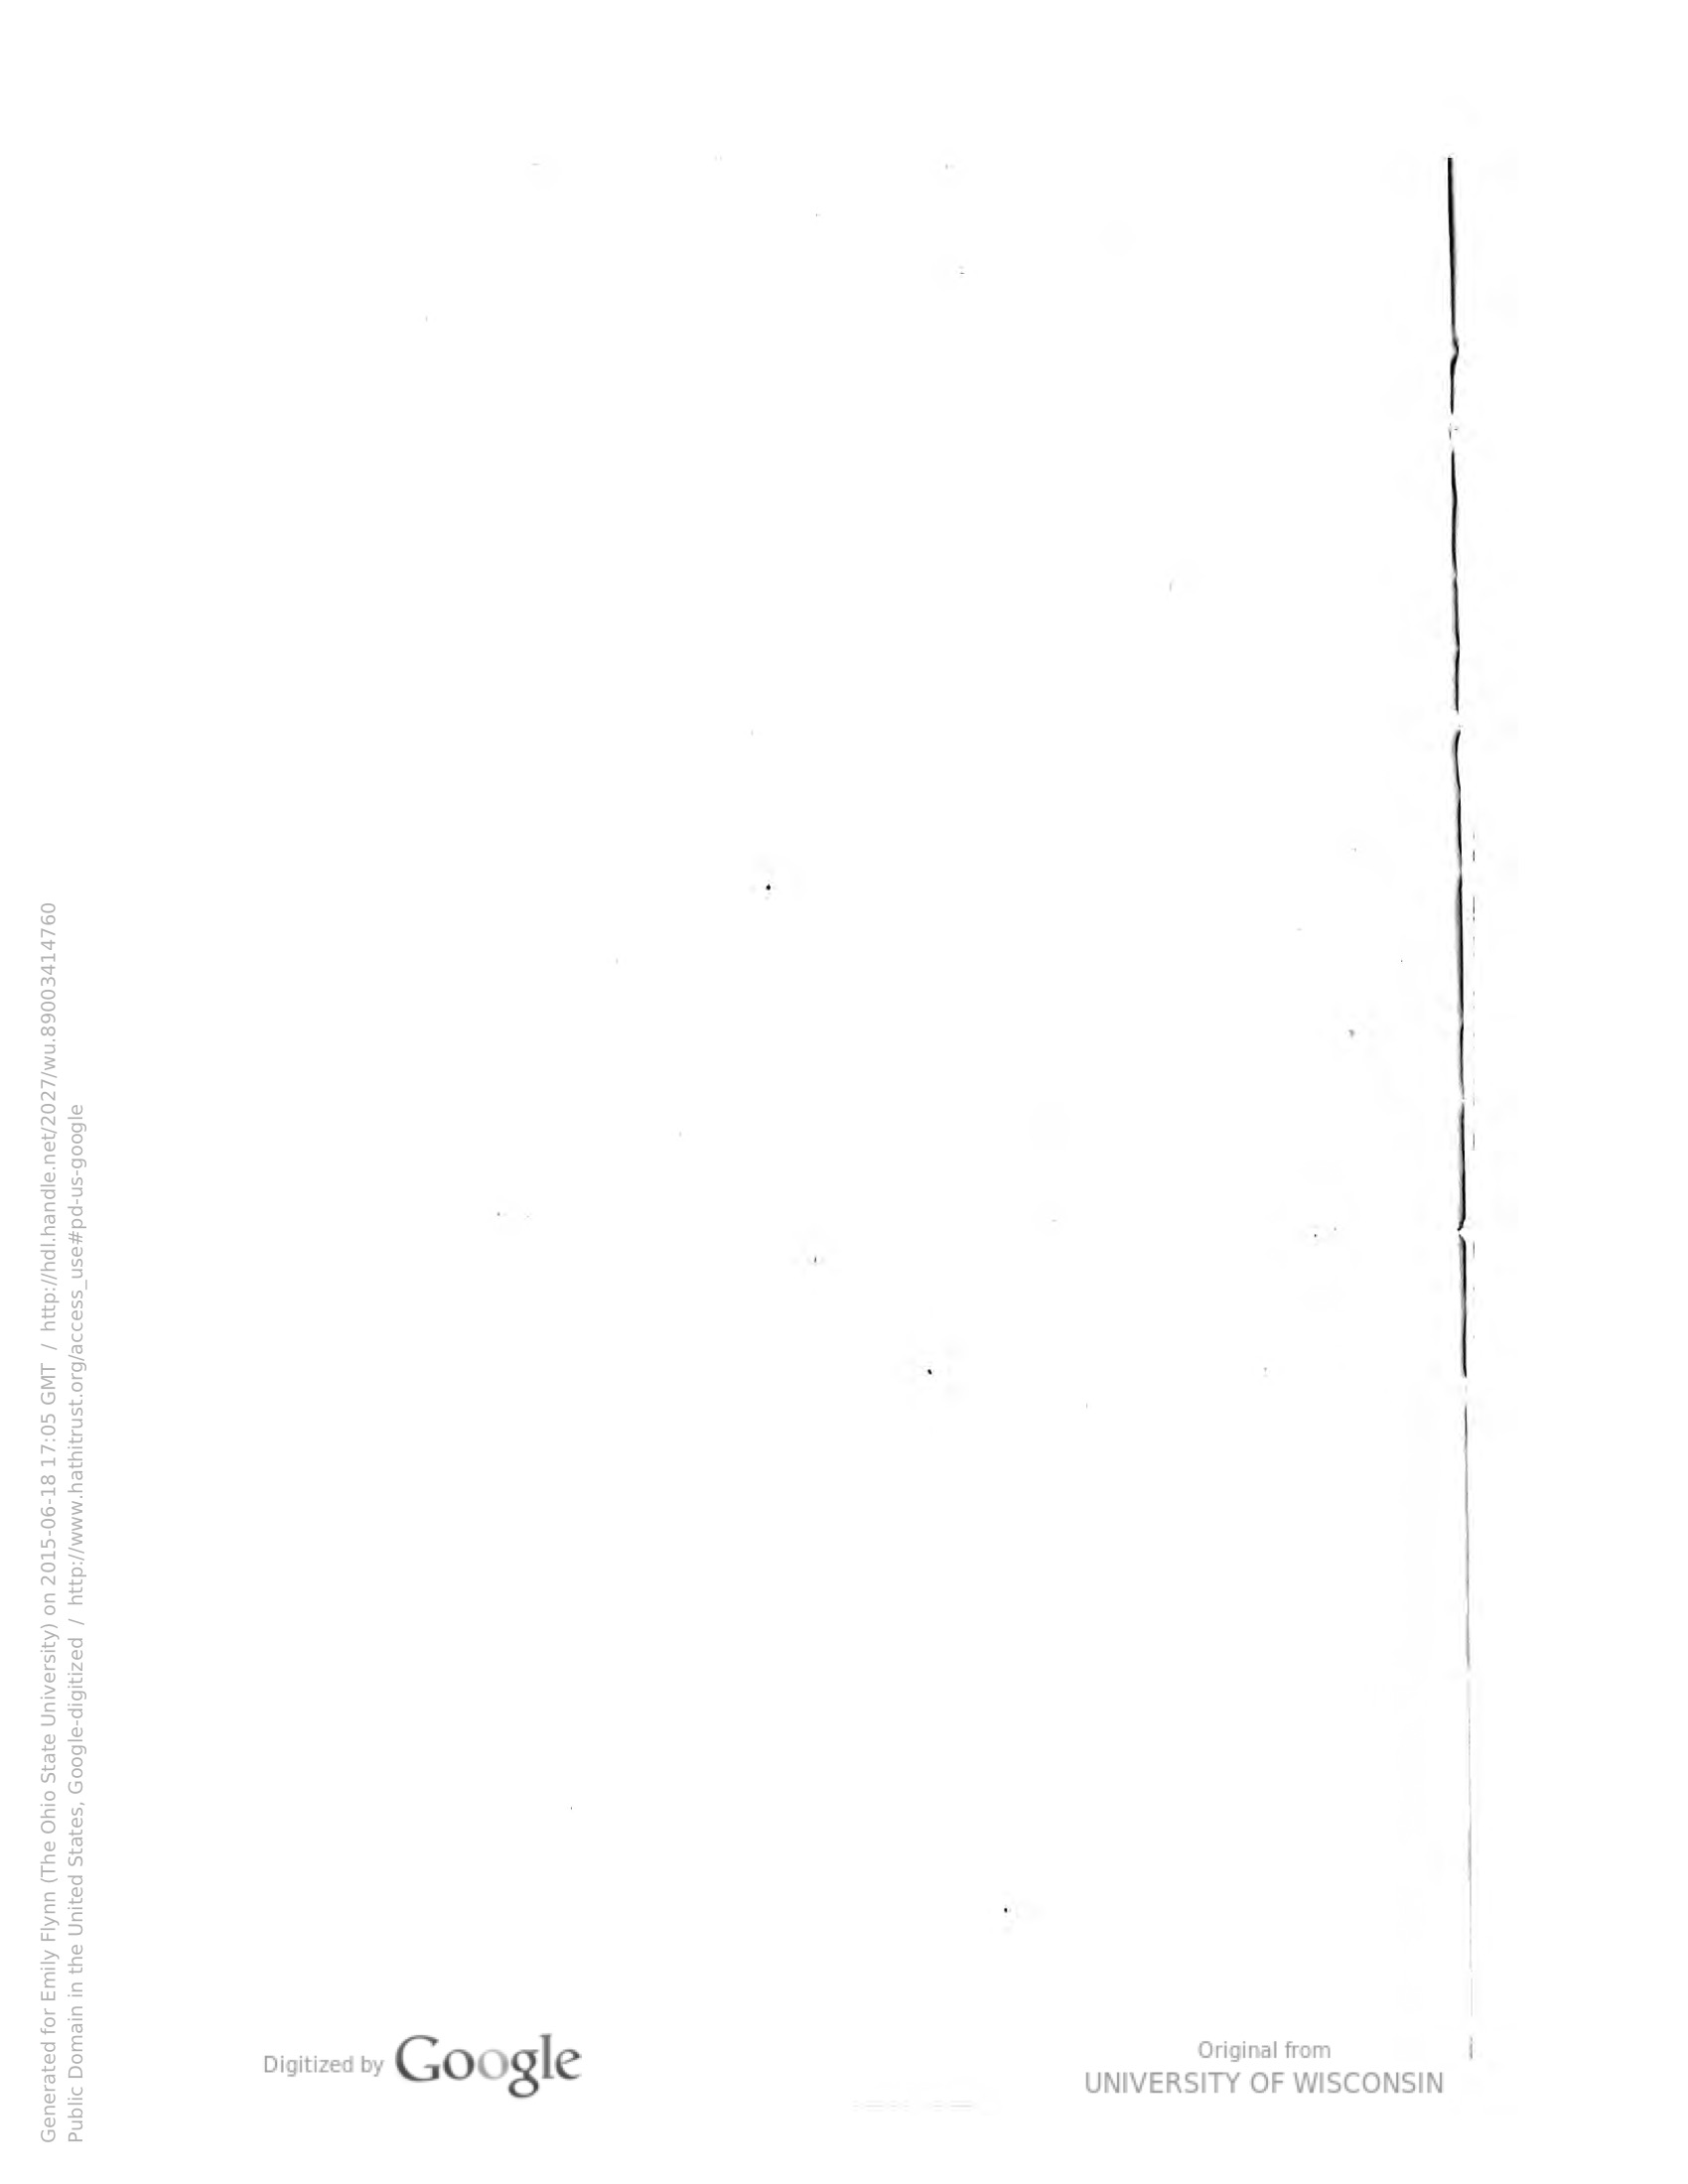 Generated for Emily Flynn (The Ohio State University) on 2015-06-18 17:05 GMT / http://hdl.handle.net/2027/wu.89003414760
Public Domain in the United States, Google-digitized / http://www.hathitrust.org/access_use#pd-us-google
Digitized by Google
Original from
UNIVERSITY OF WISCONSIN